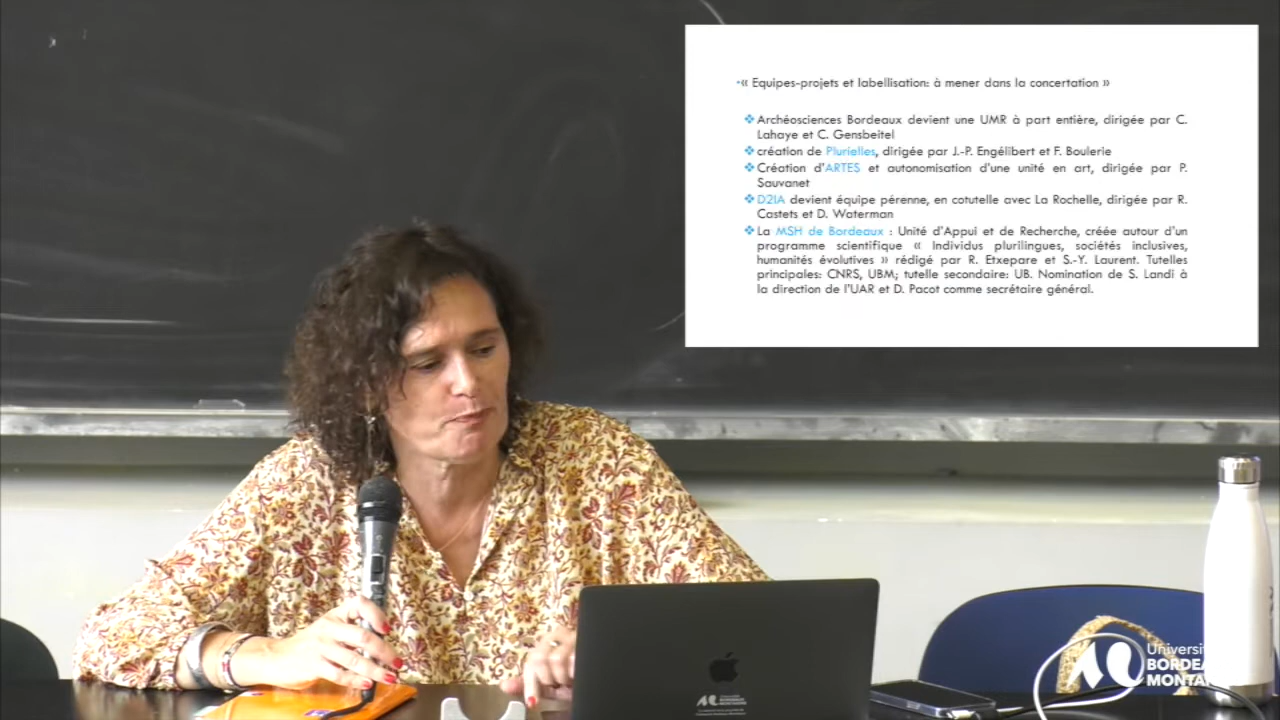 « Equipes-projets et labellisation: à mener dans la concertation »
Archéosciences Bordeaux devient une UMR à part entière, dirigée par C.
Lahaye et C. Gensbeitel
création de Plurielles, dirigée par J.-P. Engélibert et F. Boulerie
Création d'ARTES et autonomisation d'une unité en art, dirigée par P.
Sauvanet
D2IA devient équipe pérenne, en cotutelle avec La Rochelle, dirigée par R.
Castets et D. Waterman
La MSH de Bordeaux : Unité d'Appui et de Recherche, créée autour d'un
programme scientifique « Individus plurilingues, sociétés inclusives,
humanités évolutives » rédigé par R. Etxepare et S.-Y. Laurent. Tutelles
principales: CNRS, UBM; tutelle secondaire: UB. Nomination de S. Landi à
la direction de l'UAR et D. Pacot comme secrétaire général.
Universit
BORDEA
MONTA